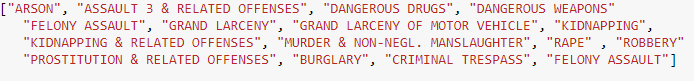 ["ARSON", "ASSAULT 3 & RELATED OFFENSES", "DANGEROUS DRUGS", "DANGEROUS WEAPONS"
"FELONY ASSAULT", "GRAND LARCENY", "GRAND LARCENY OF MOTOR VEHICLE", "KIDNAPPING",
"KIDNAPPING & RELATED OFFENSES", "MURDER & NON-NEGL. MANSLAUGHTER", "RAPE" , "ROBBERY"
"PROSTITUTION & RELATED OFFENSES", "BURGLARY", "CRIMINAL TRESPASS", "FELONY ASSAULT"]